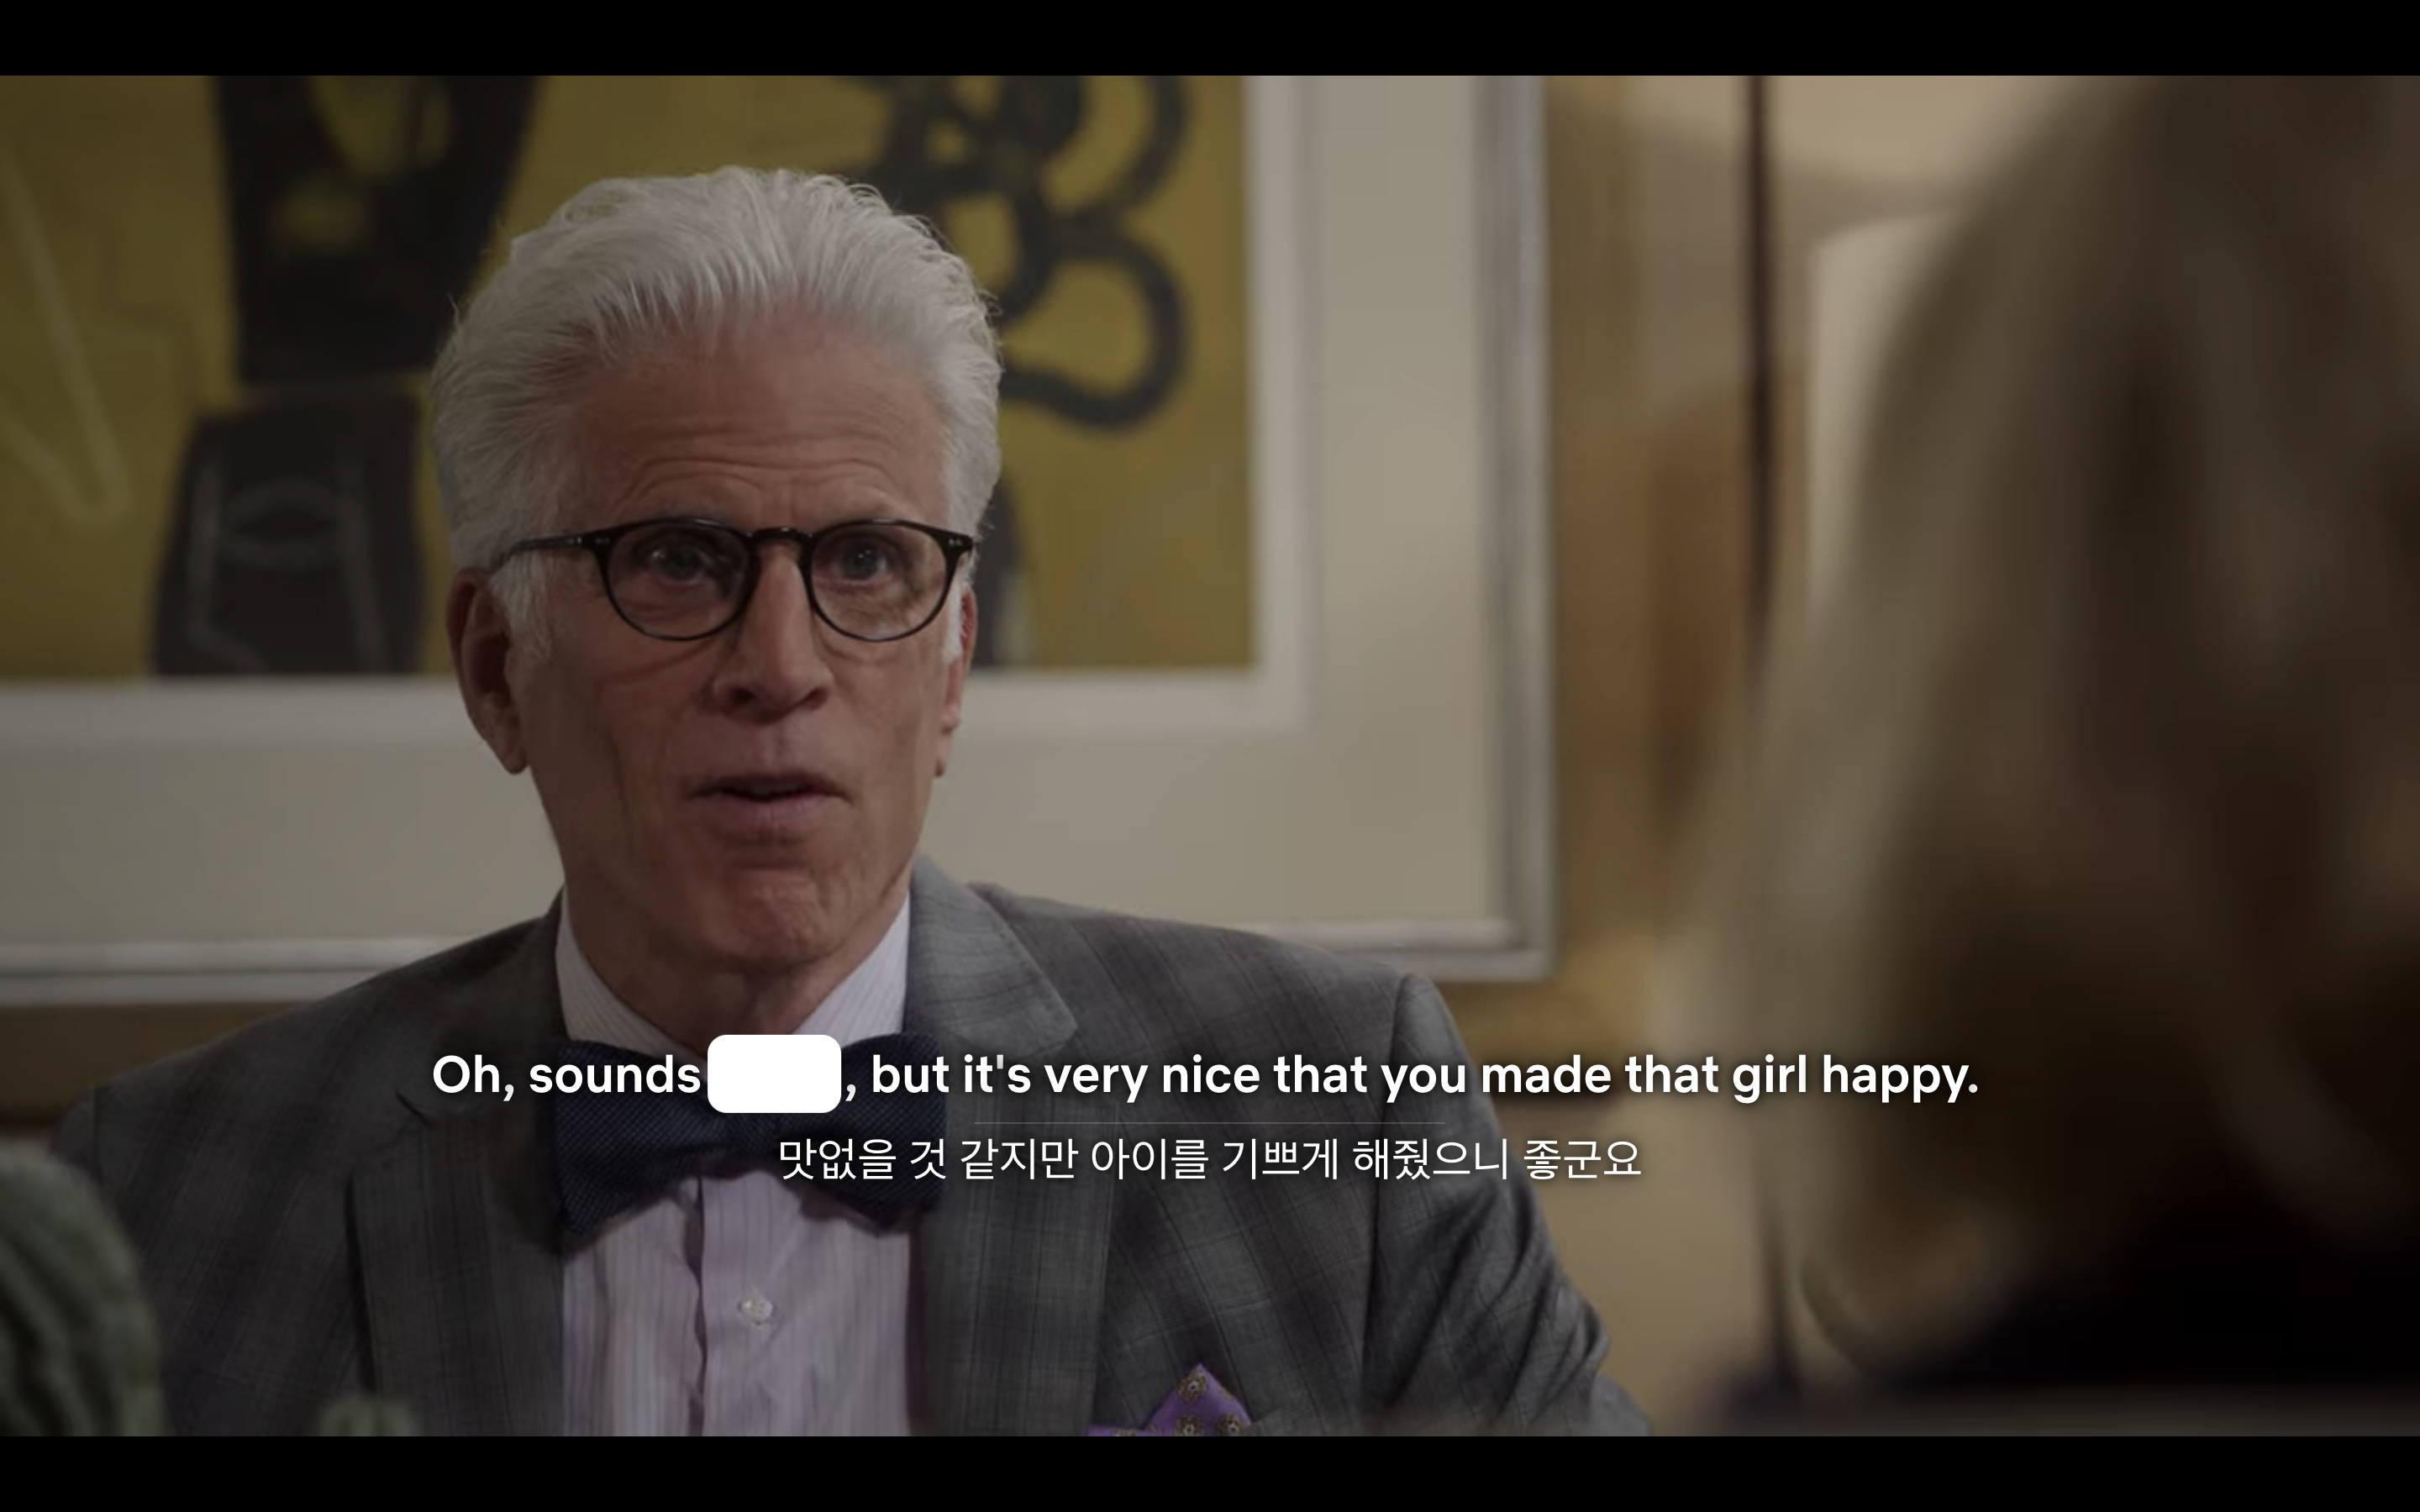 Oh, sounds , but it's very nice that you made that girl happy.
맛없을 것 같지만 아이를 기쁘게 해줬으니 좋군요